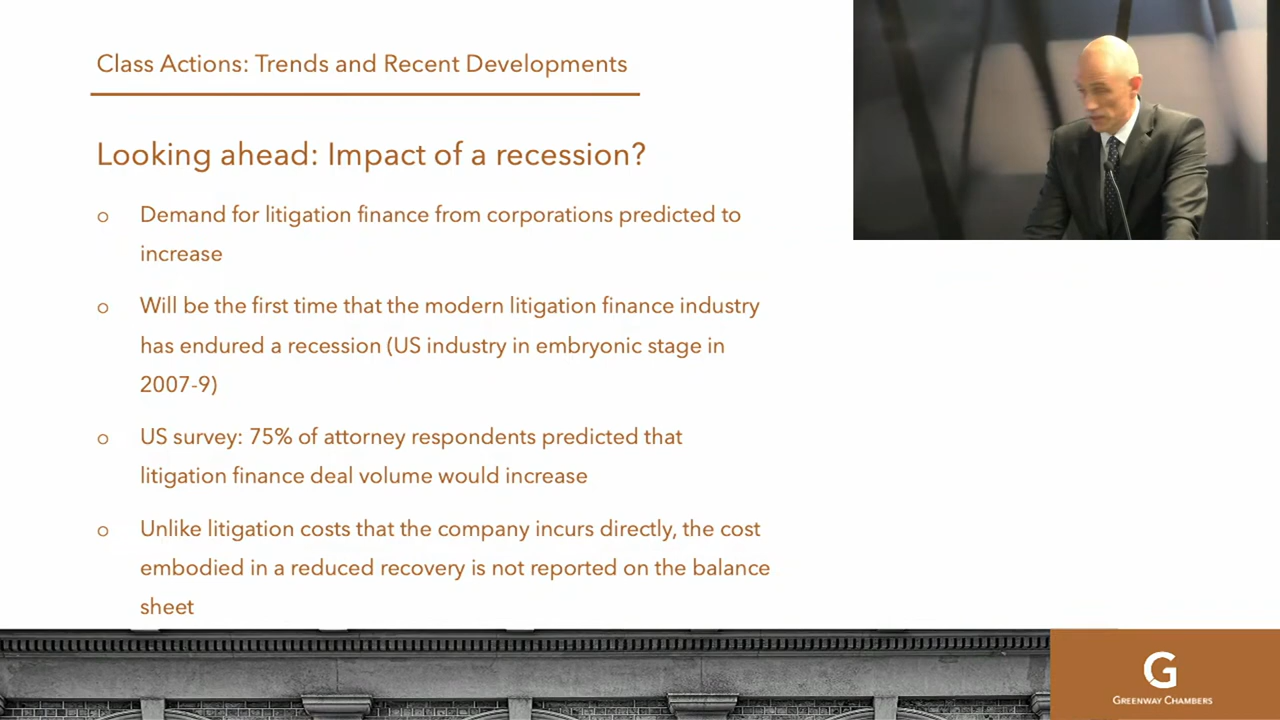 Class Actions: Trends and Recent Developments
Looking ahead: Impact of a recession?
o Demand for litigation finance from corporations predicted to
increase
o Will be the first time that the modern litigation finance industry
has endured a recession (US industry in embryonic stage in
2007-9)
o US survey: 75% of attorney respondents predicted that
litigation finance deal volume would increase
o Unlike litigation costs that the company incurs directly, the cost
embodied in a reduced recovery is not reported on the balance
sheet
G
GREENWAY CHAMBERS